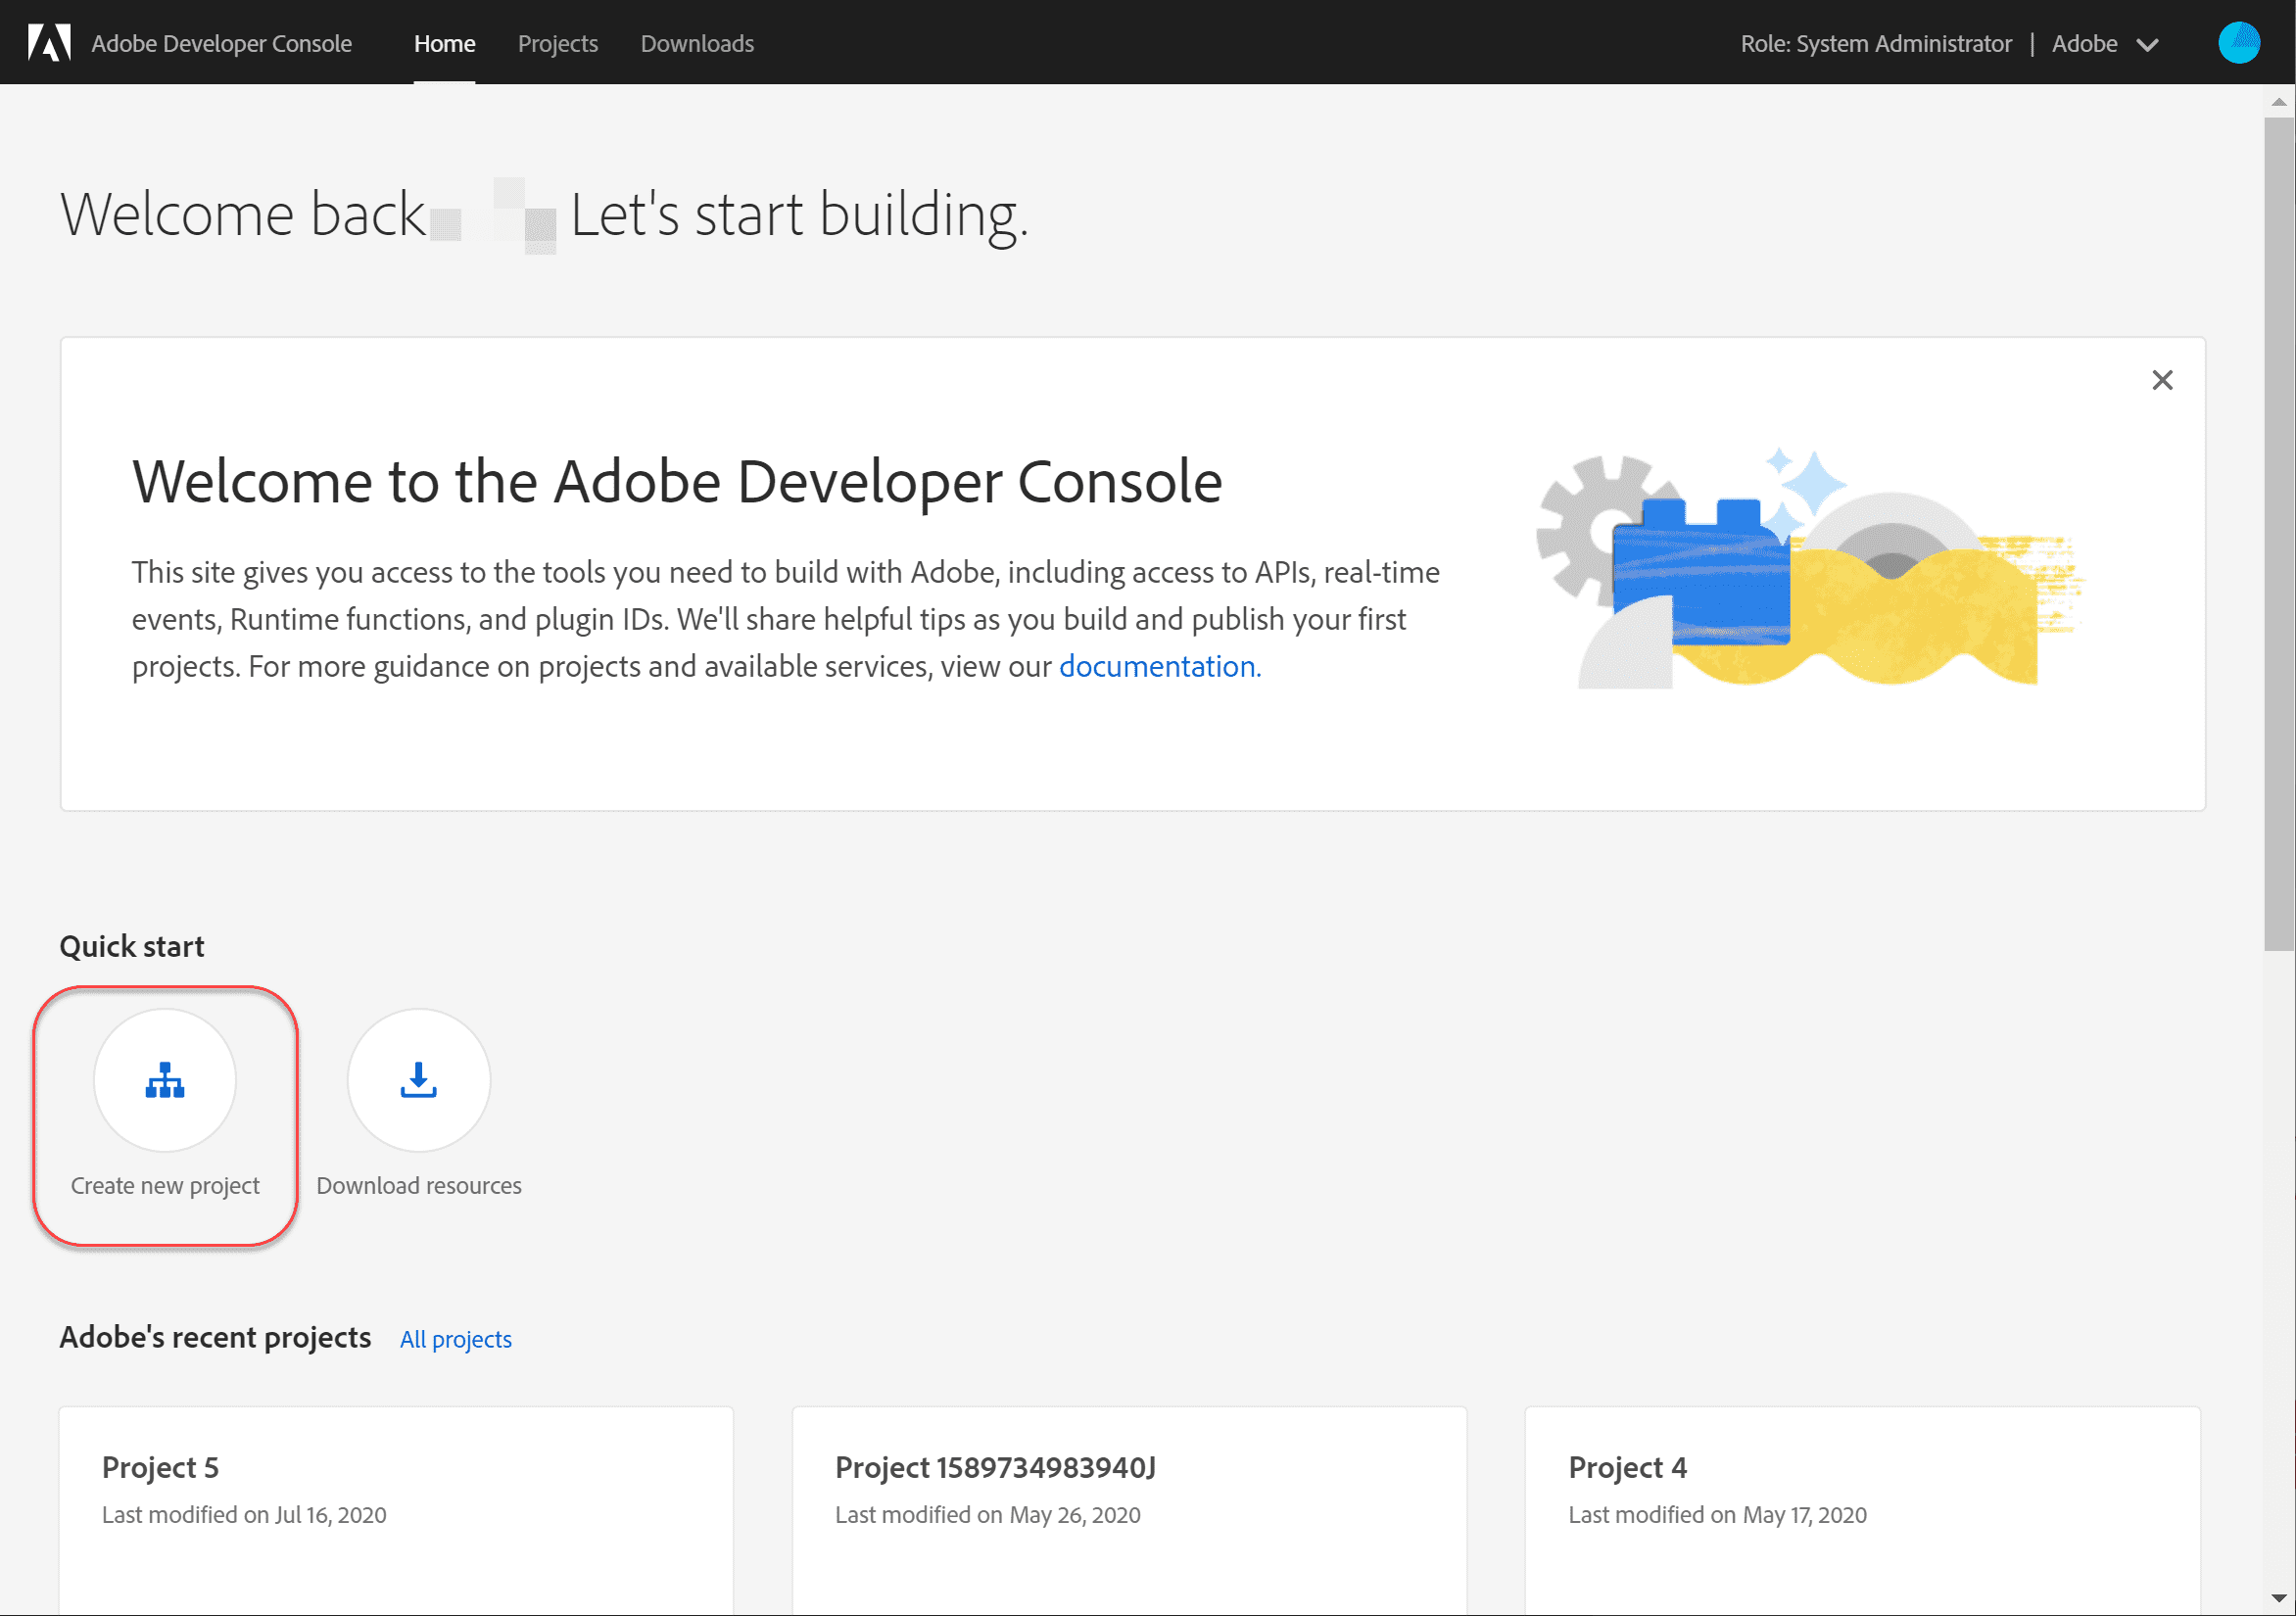 Adobe Developer Console Home Projects Downloads Role: System Administrator | Adobe
Welcome back Let's start building.
Welcome to the Adobe Developer Console
This site gives you access to the tools you need to build with Adobe, including access to APIs, real-time
events, Runtime functions, and plugin IDs. We'll share helpful tips as you build and publish your first
projects. For more guidance on projects and available services, view our documentation.
Quick start
Create new project Download resources
Adobe's recent projects All projects
Project 5 Project 1589734983940J Project 4
Last modified on Jul 16, 2020 Last modified on May 26, 2020 Last modified on May 17, 2020